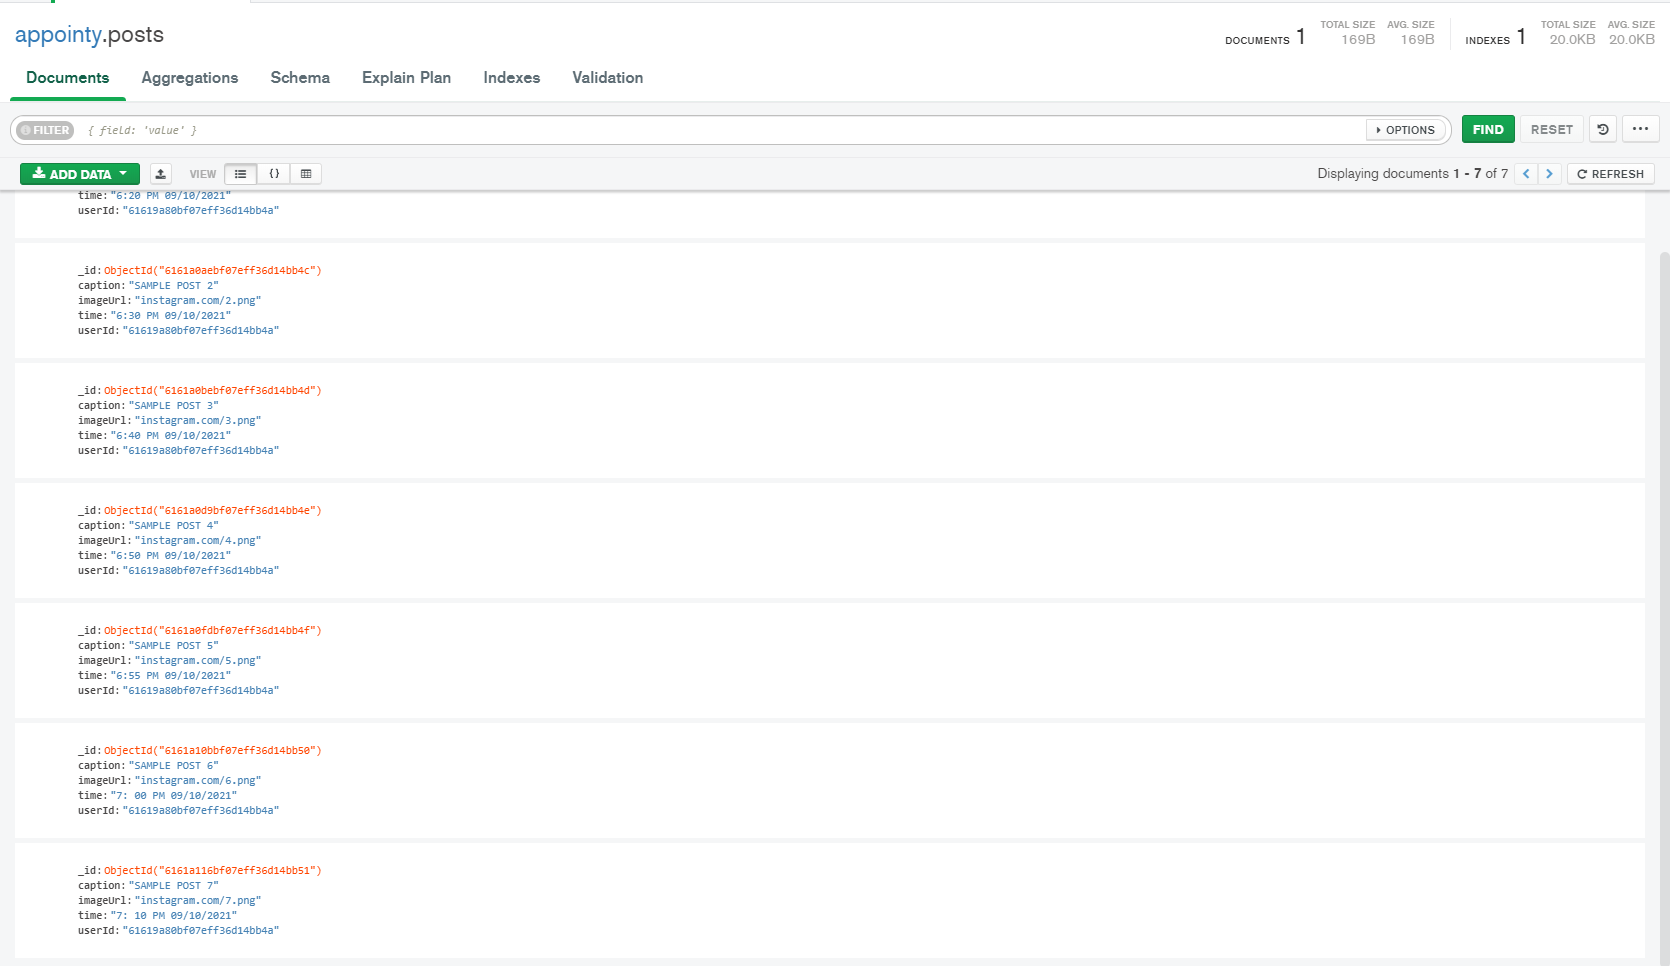 appointy.posts
DOCUMENTS 1 TOTAL SIZE 169B AVG. SIZE 169B INDEXES 1 TOTAL SIZE 20.0KB AVG. SIZE 20.0KB
Documents Aggregations Schema Explain Plan Indexes Validation
FILTER { field: 'value' } OPTIONS FIND RESET ...
ADD DATA VIEW {} Displaying documents 1 - 7 of 7 < > REFRESH
time: "6:20 PM 09/10/2021"
userId: "61619a80bf07eff36d14bb4a"
_id: ObjectId("6161a0aebf07eff36d14bb4c")
caption: "SAMPLE POST 2"
imageUrl: "instagram.com/2.png"
time: "6:30 PM 09/10/2021"
userId: "61619a80bf07eff36d14bb4a"
_id: ObjectId("6161a0bebf07eff36d14bb4d")
caption: "SAMPLE POST 3"
imageUrl: "instagram.com/3.png"
time: "6:40 PM 09/10/2021"
userId: "61619a80bf07eff36d14bb4a"
_id: ObjectId("6161a0d9bf07eff36d14bb4e")
caption: "SAMPLE POST 4"
imageUrl: "instagram.com/4.png"
time: "6:50 PM 09/10/2021"
userId: "61619a80bf07eff36d14bb4a"
_id: ObjectId("6161a0fdbf07eff36d14bb4f")
caption: "SAMPLE POST 5"
imageUrl: "instagram.com/5.png"
time: "6:55 PM 09/10/2021"
userId: "61619a80bf07eff36d14bb4a"
_id: ObjectId("6161a10bbf07eff36d14bb50")
caption: "SAMPLE POST 6"
imageUrl: "instagram.com/6.png"
time: "7: 00 PM 09/10/2021"
userId: "61619a80bf07eff36d14bb4a"
_id: ObjectId("6161a116bf07eff36d14bb51")
caption: "SAMPLE POST 7"
imageUrl: "instagram.com/7.png"
time: "7: 10 PM 09/10/2021"
userId: "61619a80bf07eff36d14bb4a"